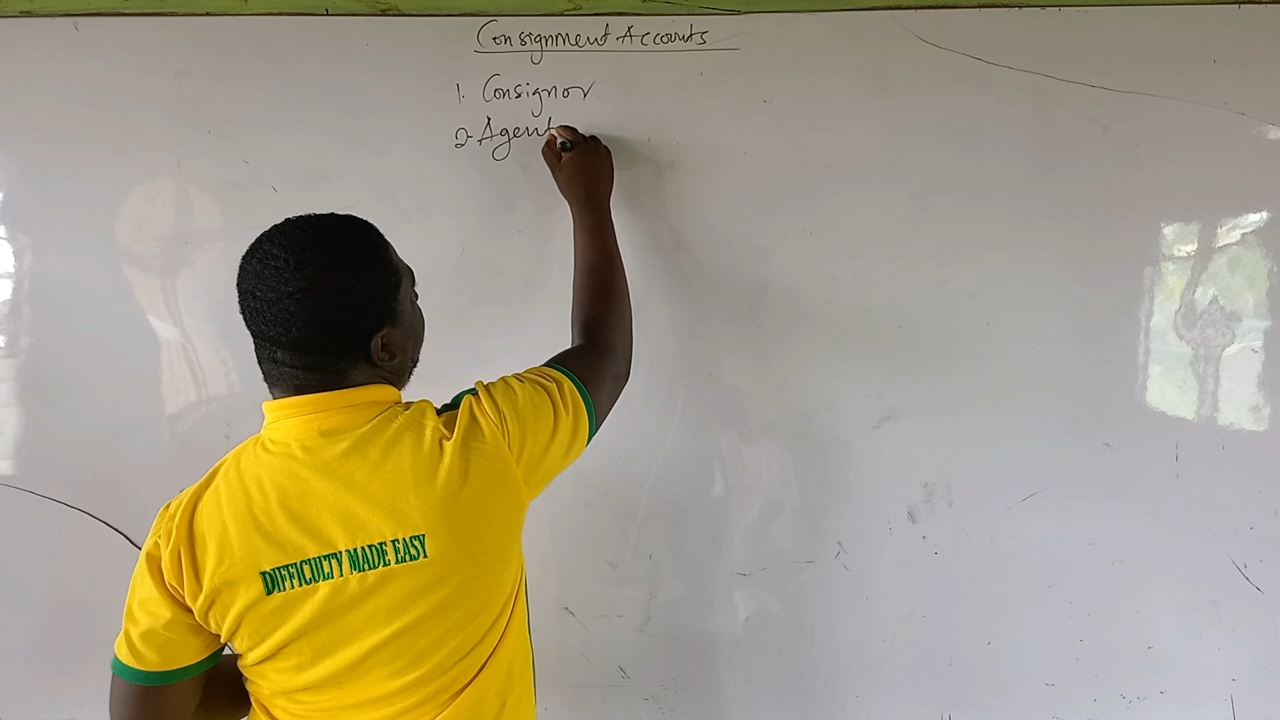 Consignment Accounts
1. Consignor
2. Agent
DIFFICULTY MADE EASY